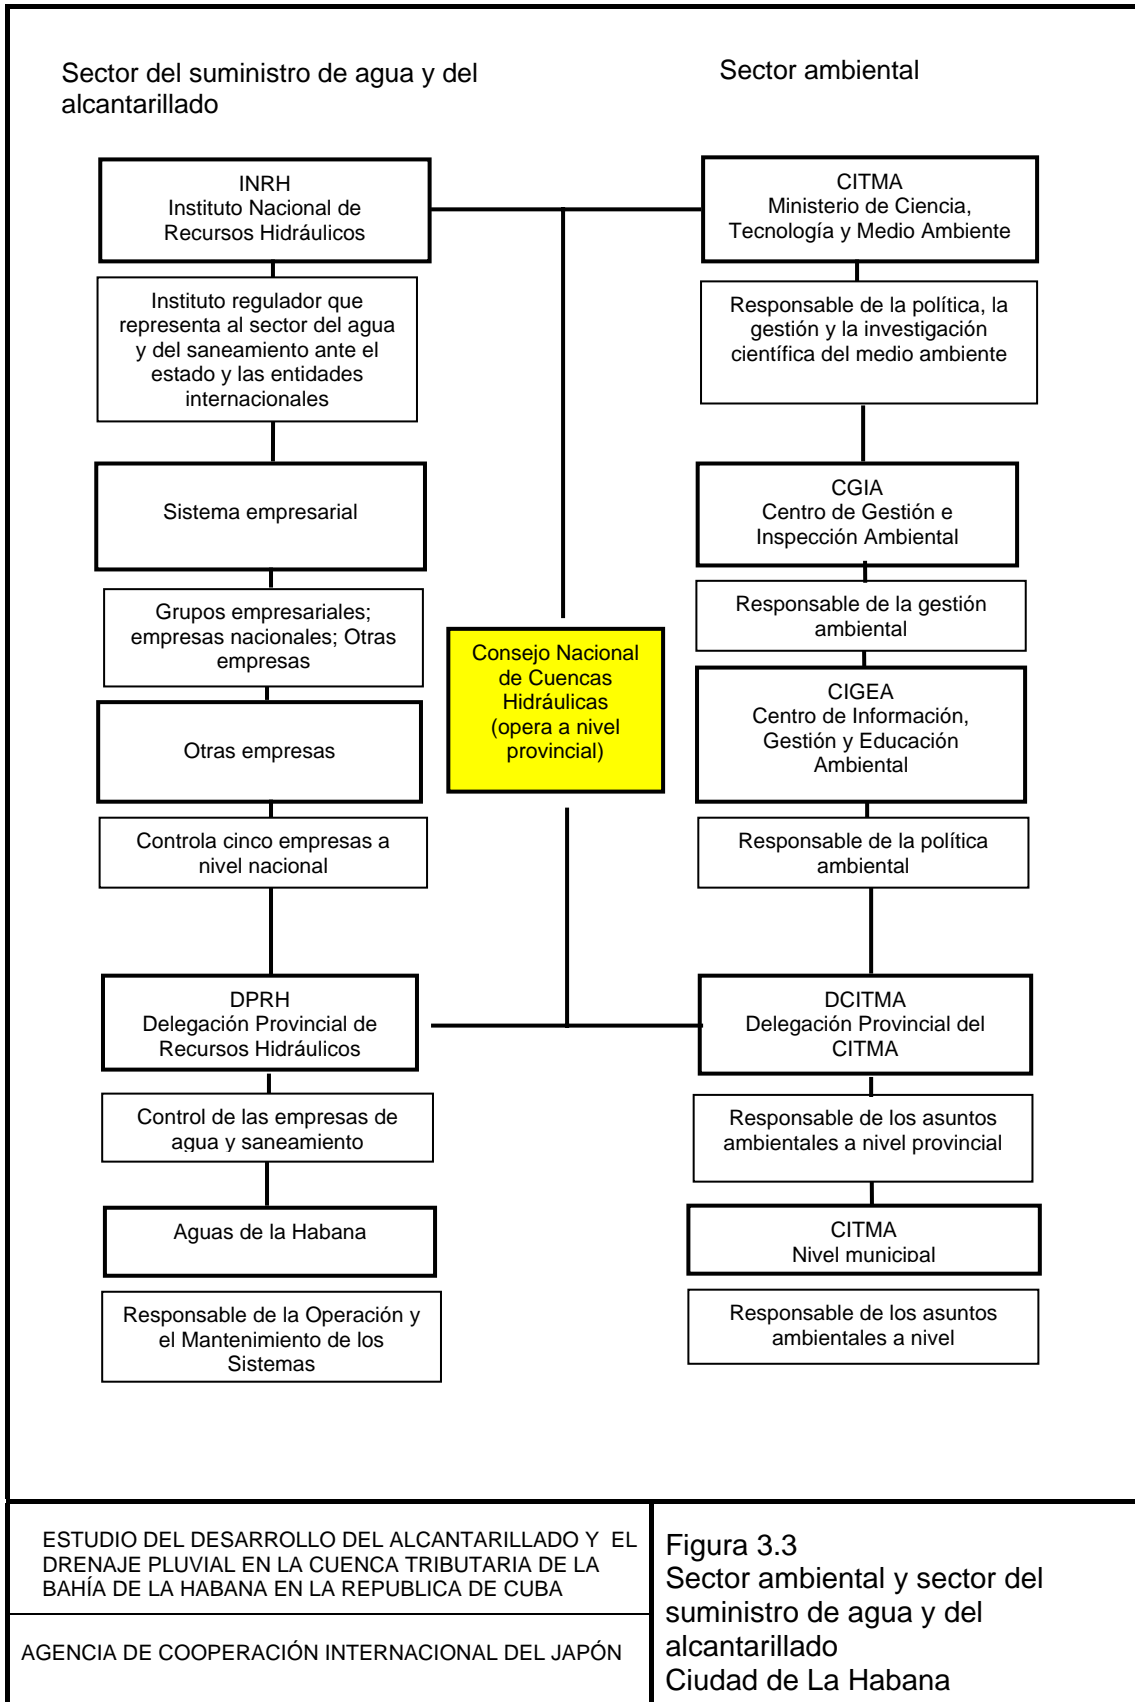 Sector del suministro de agua y del
alcantarillado
Sector ambiental
INRH
Instituto Nacional de
Recursos Hidráulicos
Instituto regulador que
representa al sector del agua
y del saneamiento ante el
estado y las entidades
internacionales
Sistema empresarial
Grupos empresariales;
empresas nacionales; Otras
empresas
Otras empresas
Controla cinco empresas a
nivel nacional
DPRH
Delegación Provincial de
Recursos Hidráulicos
Control de las empresas de
agua y saneamiento
Aguas de la Habana
Responsable de la Operación y
el Mantenimiento de los
Sistemas
Consejo Nacional
de Cuencas
Hidráulicas
(opera a nivel
provincial)
CITMA
Ministerio de Ciencia,
Tecnología y Medio Ambiente
Responsable de la política, la
gestión y la investigación
científica del medio ambiente
CGIA
Centro de Gestión e
Inspección Ambiental
Responsable de la gestión
ambiental
CIGEA
Centro de Información,
Gestión y Educación
Ambiental
Responsable de la política
ambiental
DCITMA
Delegación Provincial del
CITMA
Responsable de los asuntos
ambientales a nivel provincial
CITMA
Nivel municipal
Responsable de los asuntos
ambientales a nivel
ESTUDIO DEL DESARROLLO DEL ALCANTARILLADO Y EL
DRENAJE PLUVIAL EN LA CUENCA TRIBUTARIA DE LA
BAHÍA DE LA HABANA EN LA REPUBLICA DE CUBA
AGENCIA DE COOPERACIÓN INTERNACIONAL DEL JAPÓN
Figura 3.3
Sector ambiental y sector del
suministro de agua y del
alcantarillado
Ciudad de La Habana